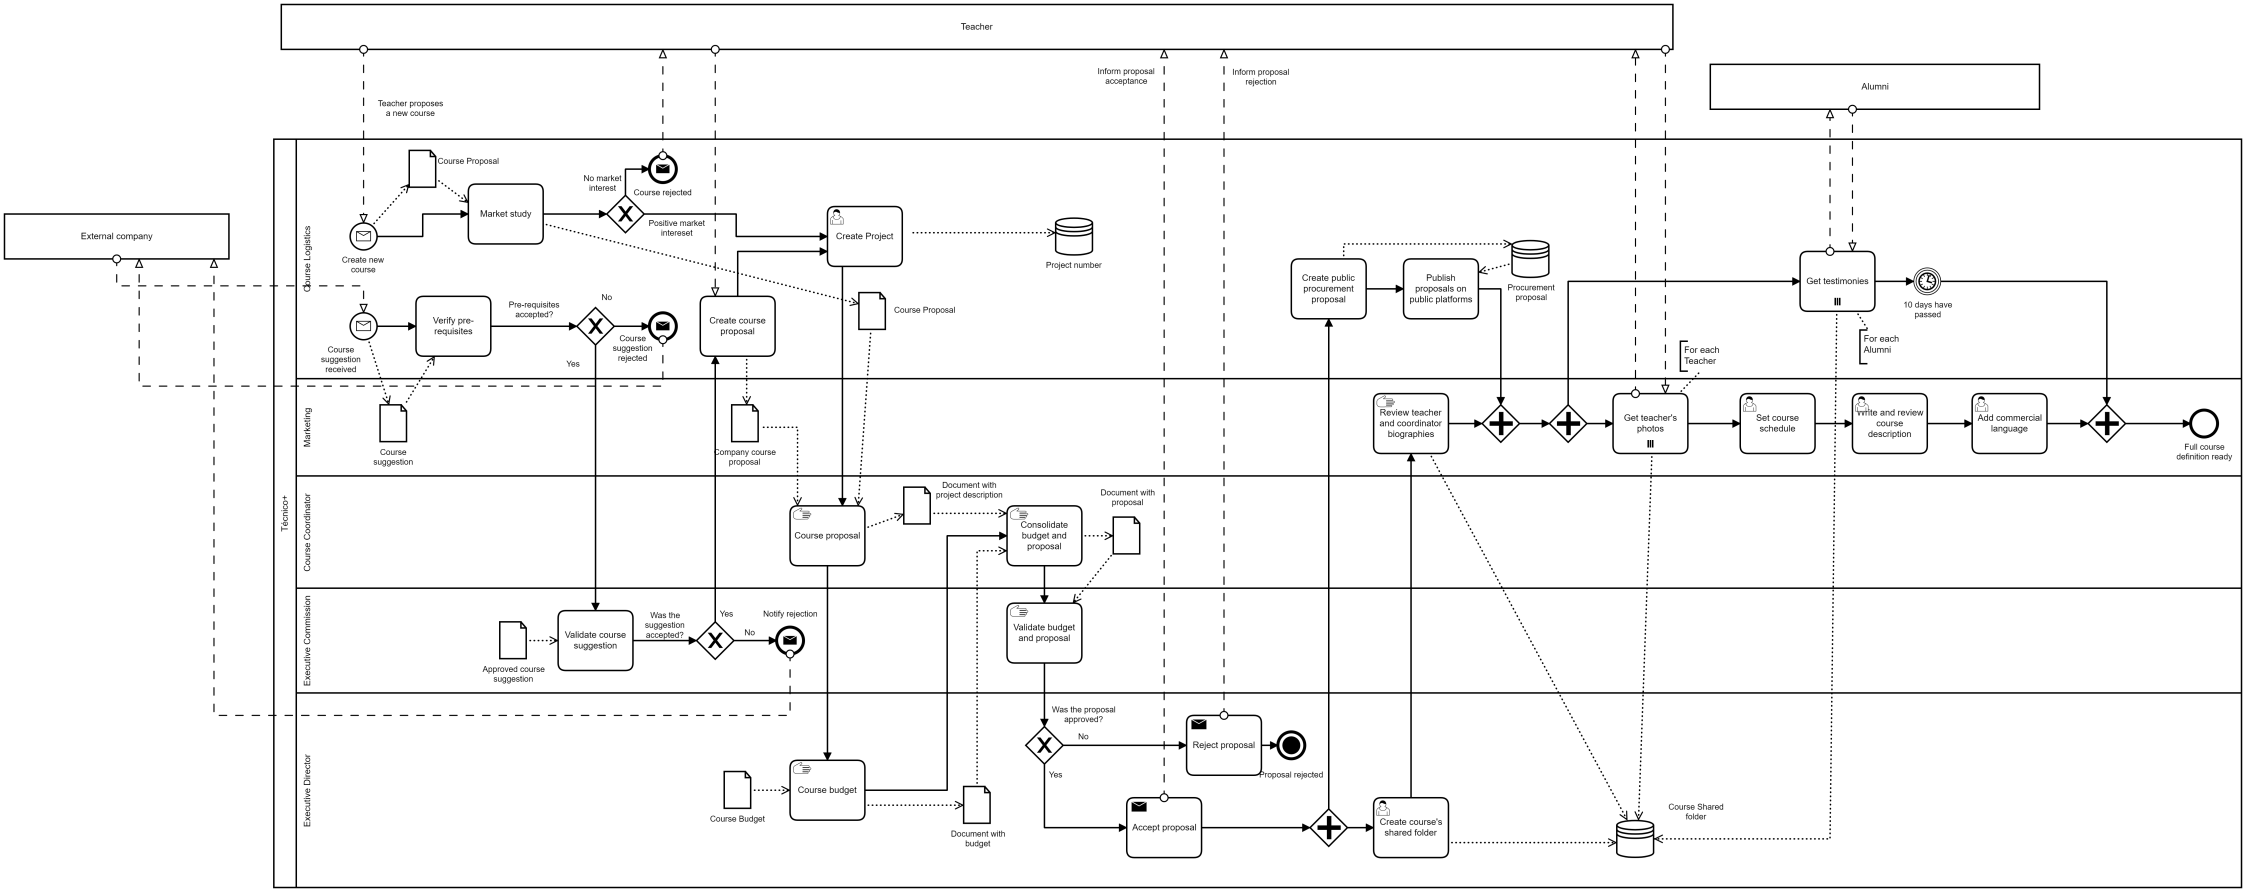 Teacher
Inform proposal
acceptance
Inform proposal
rejection
Alumni
Teacher proposes
a new course
External company
Técnico+
Course Logistics
Course Proposal
Market study
No market
interest
Course rejected
Positive market
intereset
Create new
course
Create Project
Project number
Course
suggestion
received
Verify pre-
requisites
Pre-requisites
accepted?
No
Yes
Course
suggestion
rejected
Create course
proposal
Course Proposal
Create public
procurement
proposal
Publish
proposals on
public platforms
Procurement
proposal
Get testimonies
10 days have
passed
For each
Alumni
For each
Teacher
Marketing
Course
suggestion
Company course
proposal
Review teacher
and coordinator
biographies
Get teacher's
photos
Set course
schedule
Write and review
course
description
Add commercial
language
Full course
definition ready
Course Coordinator
Course proposal
Document with
project description
Consolidate
budget and
proposal
Document with
proposal
Executive Commission
Approved course
suggestion
Validate course
suggestion
Was the
suggestion
accepted?
Yes
No
Notify rejection
Validate budget
and proposal
Executive Director
Course Budget
Course budget
Document with
budget
Was the proposal
approved?
No
Yes
Reject proposal
Proposal rejected
Accept proposal
Create course's
shared folder
Course Shared
folder